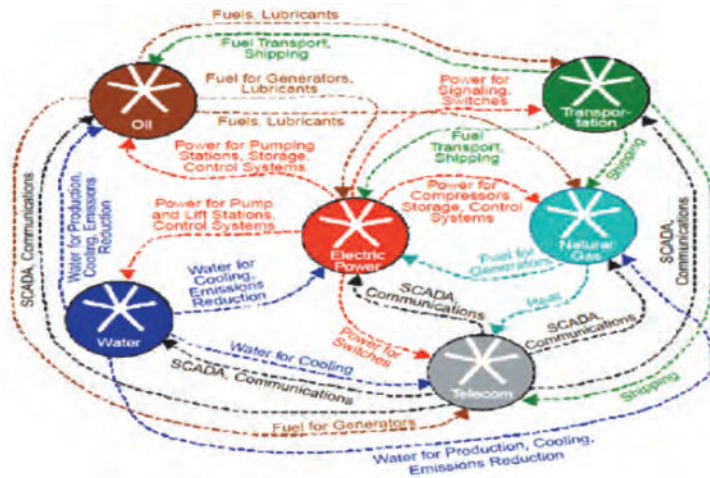 Fuels, Lubricants
Fuel Transport,
Shipping
Fuel for Generators,
Lubricants
Power for
Signaling,
Switches
Oil
Transpor-
tation
Fuels, Lubricants
Power for Pumping
Stations, Storage,
Control Systems
Fuel
Transport,
Shipping
Shipping
Power for Pump
and Lift Stations,
Control Systems
Power for
Compressors
Storage, Control
Systems
Electric
Power
Natural
Gas
SCADA, Communications
Water for Production,
Cooling, Emissions
Reduction
SCADA,
Communications
Water for
Cooling,
Emissions
Reduction
Fuel for
Generators
Heat
SCADA,
Communications
SCADA,
Communications
Water
Power for
Switches
Water for Cooling
SCADA, Communications
Telecom
Shipping
Fuel for Generators
Water for Production, Cooling,
Emissions Reduction